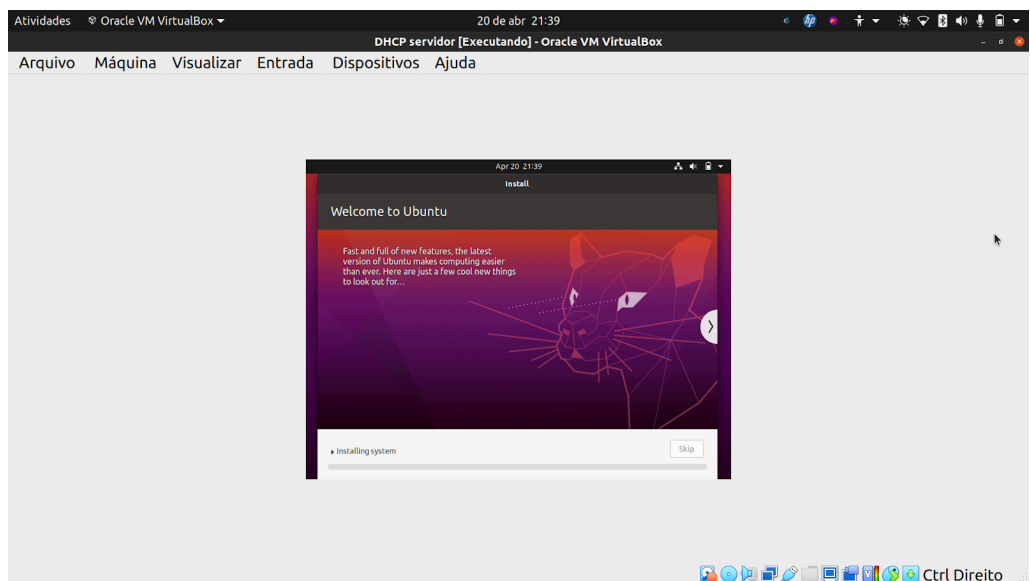 Atividades Oracle VM VirtualBox 20 de abr 21:39
DHCP servidor [Executando] - Oracle VM VirtualBox
Arquivo Máquina Visualizar Entrada Dispositivos Ajuda
Apr 20 21:39
Install
Welcome to Ubuntu
Fast and full of new features, the latest
version of Ubuntu makes computing easier
than ever. Here are just a few cool new things
to look out for...
Installing system
Skip
Ctrl Direito